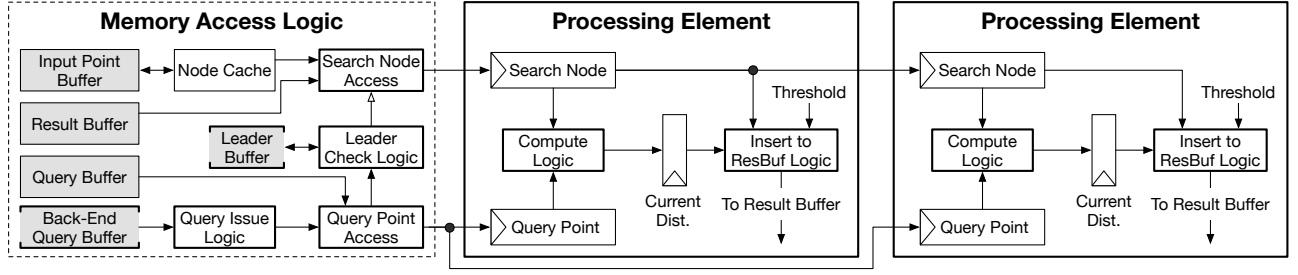 Memory Access Logic
Input Point
Buffer
Node Cache
Search Node
Access
Result Buffer
Leader
Buffer
Leader
Check Logic
Query Buffer
Back-End
Query Buffer
Query Issue
Logic
Query Point
Access
Processing Element
Search Node
Threshold
Compute
Logic
Insert to
ResBuf Logic
Current
Dist.
To Result Buffer
Query Point
Processing Element
Search Node
Threshold
Compute
Logic
Insert to
ResBuf Logic
Current
Dist.
To Result Buffer
Query Point